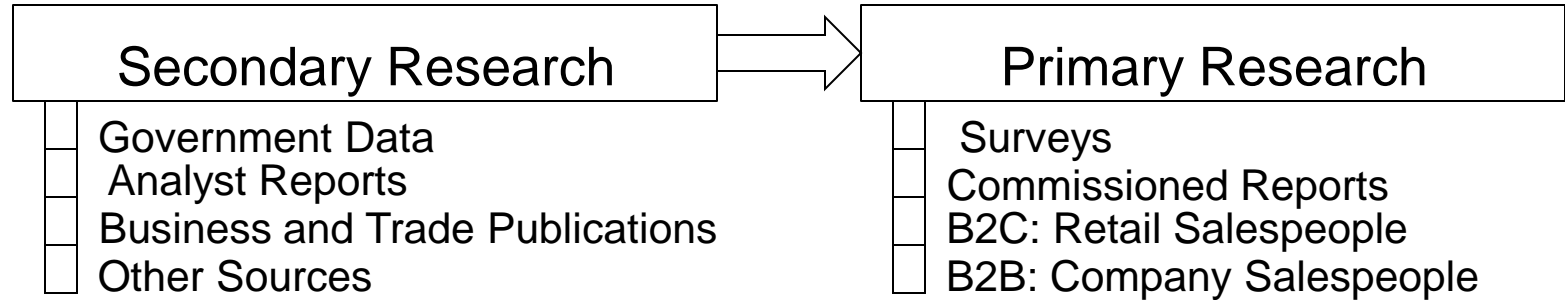 Secondary Research
Government Data
Analyst Reports
Business and Trade Publications
Other Sources
Primary Research
Surveys
Commissioned Reports
B2C: Retail Salespeople
B2B: Company Salespeople